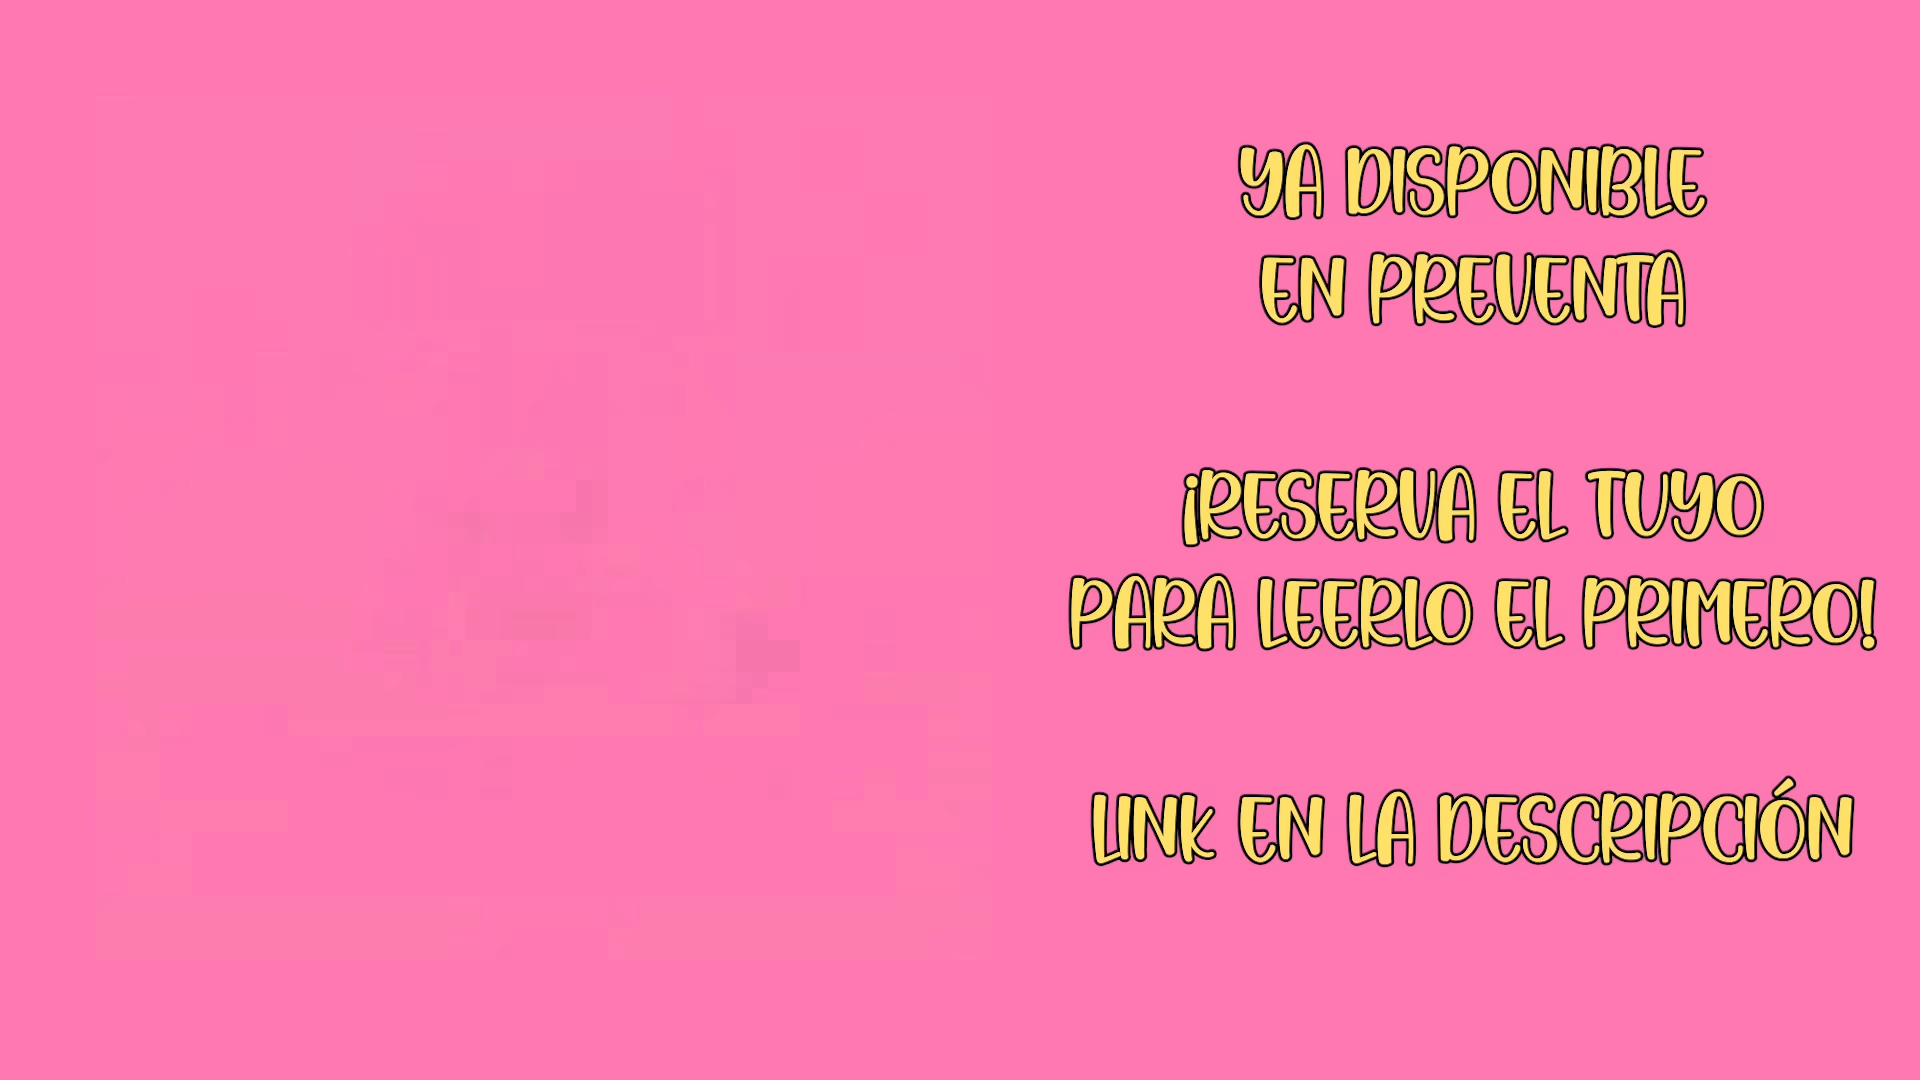 YA DISPONIBLE
EN PREVENTA
¡RESERVA EL TUYO
PARA LEERLO EL PRIMERO!
LINK EN LA DESCRIPCIÓN